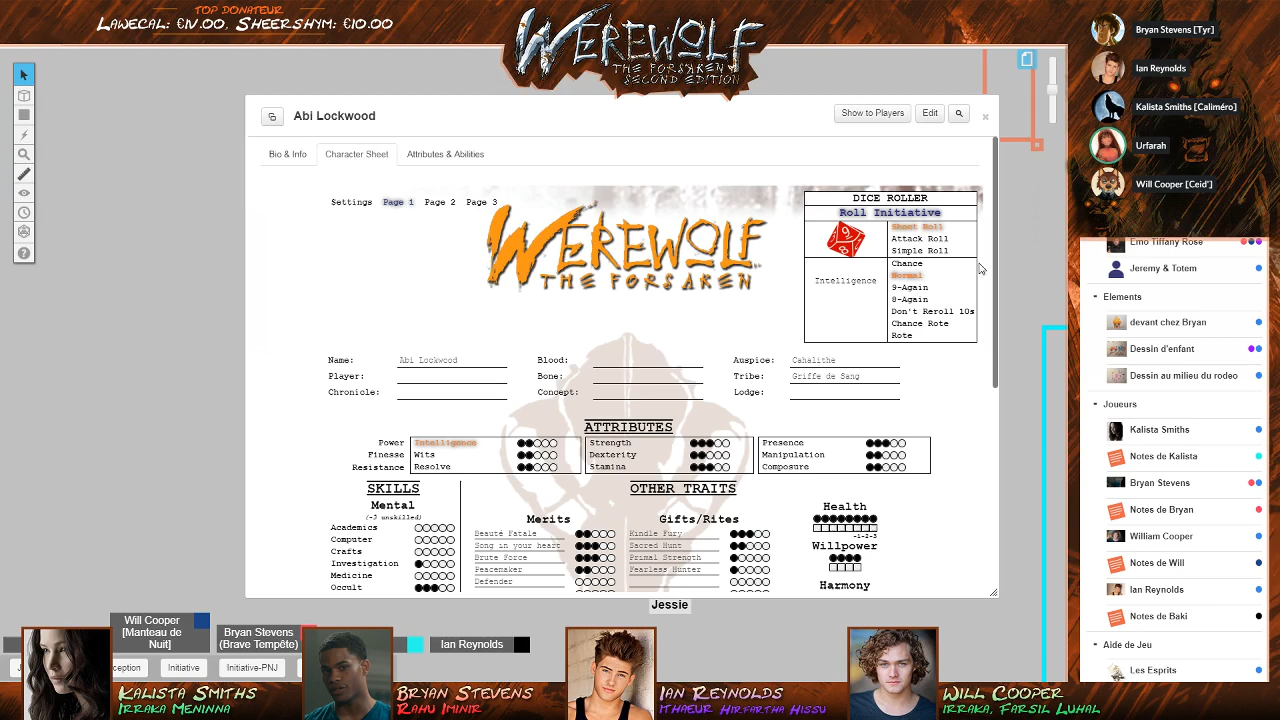 TOP DONATEUR
LAWECAL: €14.00, SHEERSHYM: €10.00
WEREWOLF
THE FORSAKEN
SECOND EDITION
Bryan Stevens [Tyr]
Ian Reynolds
Kalista Smiths [Caliméro]
Urfarah
Will Cooper [Ceid']
Abi Lockwood
Show to Players
Edit
Bio & Info
Character Sheet
Attributes & Abilities
Settings Page 1 Page 2 Page 3
WEREWOLF
THE FORSAKEN
DICE ROLLER
Roll Initiative
Shoot Roll
Attack Roll
Simple Roll
Intelligence
Chance
Normal
9-Again
8-Again
Don't Reroll 10s
Chance Rote
Rote
Name: Abi Lockwood Blood: Auspice: Cahalithe
Player: Bone: Tribe: Griffe de Sang
Chronicle: Concept: Lodge:
ATTRIBUTES
Power Intelligence Strength Presence
Finesse Wits Dexterity Manipulation
Resistance Resolve Stamina Composure
SKILLS
Mental
(-3 unskilled)
Academics
Computer
Crafts
Investigation
Medicine
Occult
OTHER TRAITS
Merits
Beauté Fatale
Song in your heart
Brute Force
Peacemaker
Defender
Gifts/Rites
Kindle Fury
Sacred Hunt
Primal Strength
Fearless Hunter
Health
-1-2-3
Willpower
Harmony
Jessie
Emo Tiffany Rose
Jeremy & Totem
Elements
devant chez Bryan
Dessin d'enfant
Dessin au milieu du rodeo
Joueurs
Kalista Smiths
Notes de Kalista
Bryan Stevens
Notes de Bryan
William Cooper
Notes de Will
Ian Reynolds
Notes de Baki
Aide de Jeu
Les Esprits
Will Cooper
[Manteau de
Nuit]
Bryan Stevens
(Brave Tempête)
Ian Reynolds
Initiative
Initiative-PNJ
KALISTA SMITHS
IRRAKA MENINNA
BRYAN STEVENS
RAHU IMINIR
IAN REYNOLDS
ITHAEUR HIRFARTHA HISSU
WILL COOPER
IRRAKA, FARSIL LUHAL